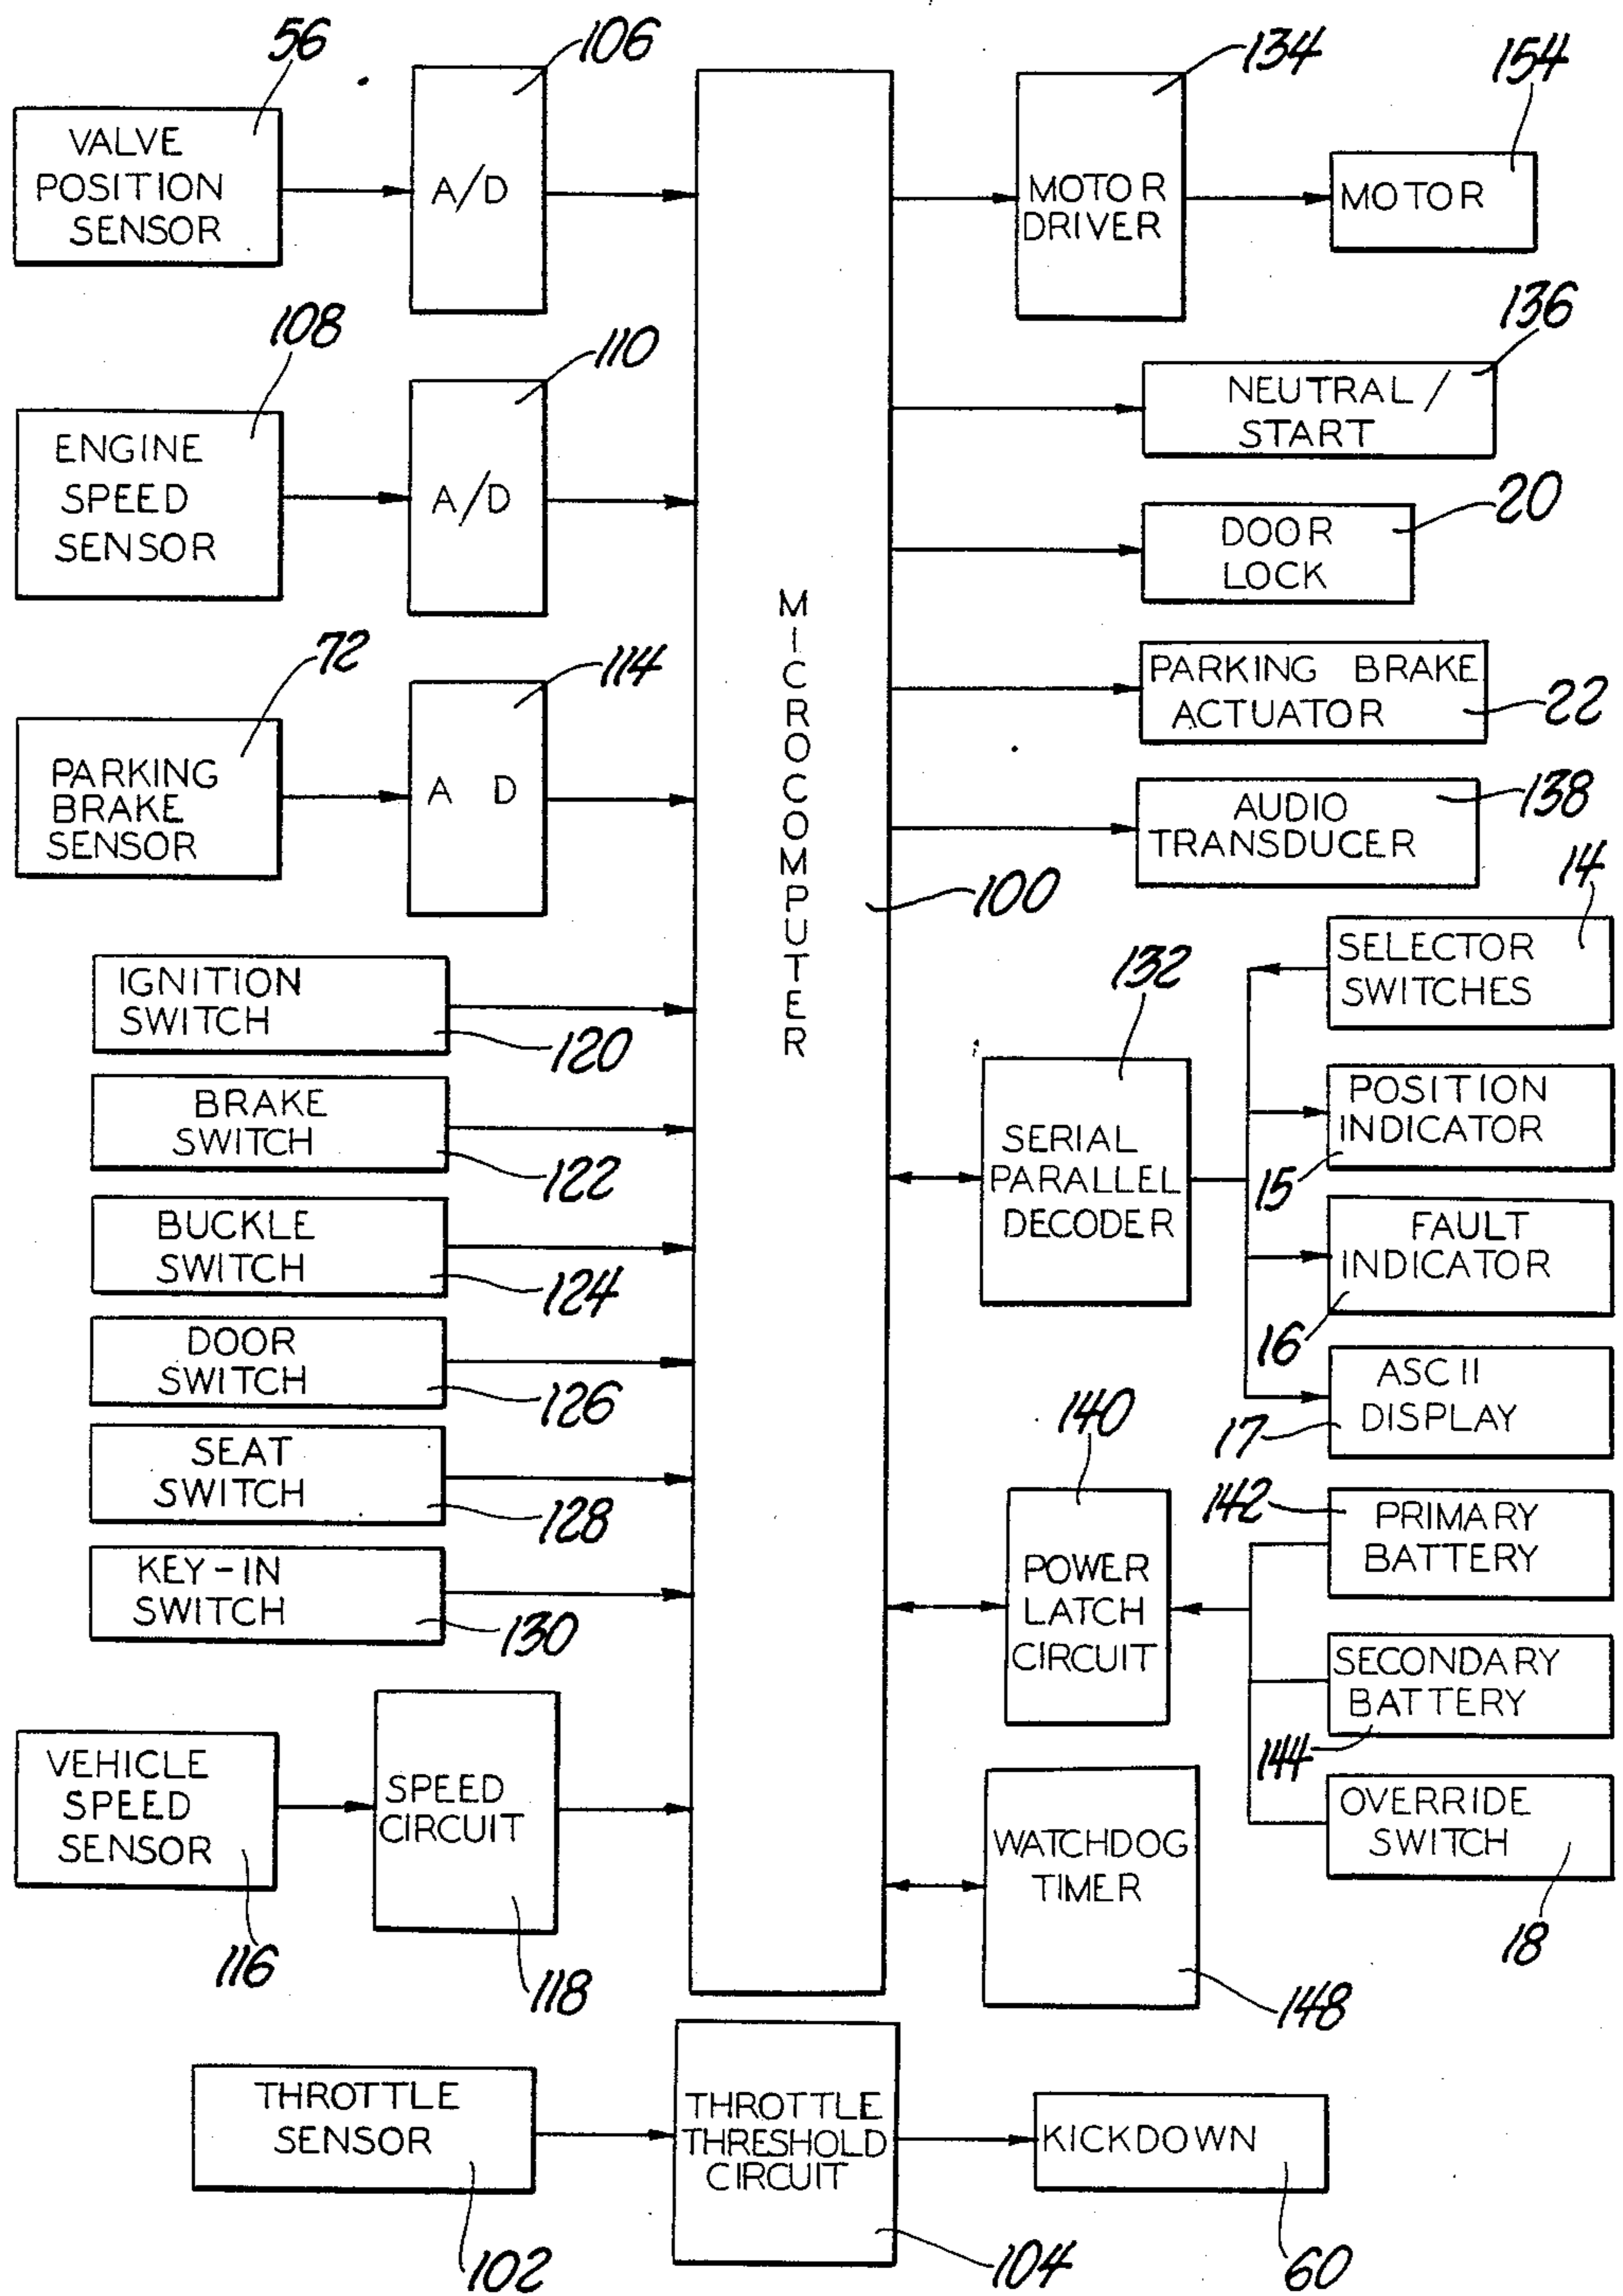 56
VALVE
POSITION
SENSOR
106
A/D
134
MOTOR
DRIVER
154
MOTOR
108
ENGINE
SPEED
SENSOR
110
A/D
136
NEUTRAL/
START
20
DOOR
LOCK
72
PARKING
BRAKE
SENSOR
114
A D
PARKING BRAKE
ACTUATOR
22
AUDIO
TRANSDUCER
138
MICROCOMPUTER
100
IGNITION
SWITCH
120
BRAKE
SWITCH
122
BUCKLE
SWITCH
124
DOOR
SWITCH
126
SEAT
SWITCH
128
KEY-IN
SWITCH
130
132
SERIAL
PARALLEL
DECODER
14
SELECTOR
SWITCHES
POSITION
INDICATOR
15
FAULT
INDICATOR
16
ASCII
DISPLAY
17
140
POWER
LATCH
CIRCUIT
142
PRIMARY
BATTERY
SECONDARY
BATTERY
144
OVERRIDE
SWITCH
18
VEHICLE
SPEED
SENSOR
116
SPEED
CIRCUIT
118
WATCHDOG
TIMER
148
THROTTLE
SENSOR
102
THROTTLE
THRESHOLD
CIRCUIT
104
KICKDOWN
60